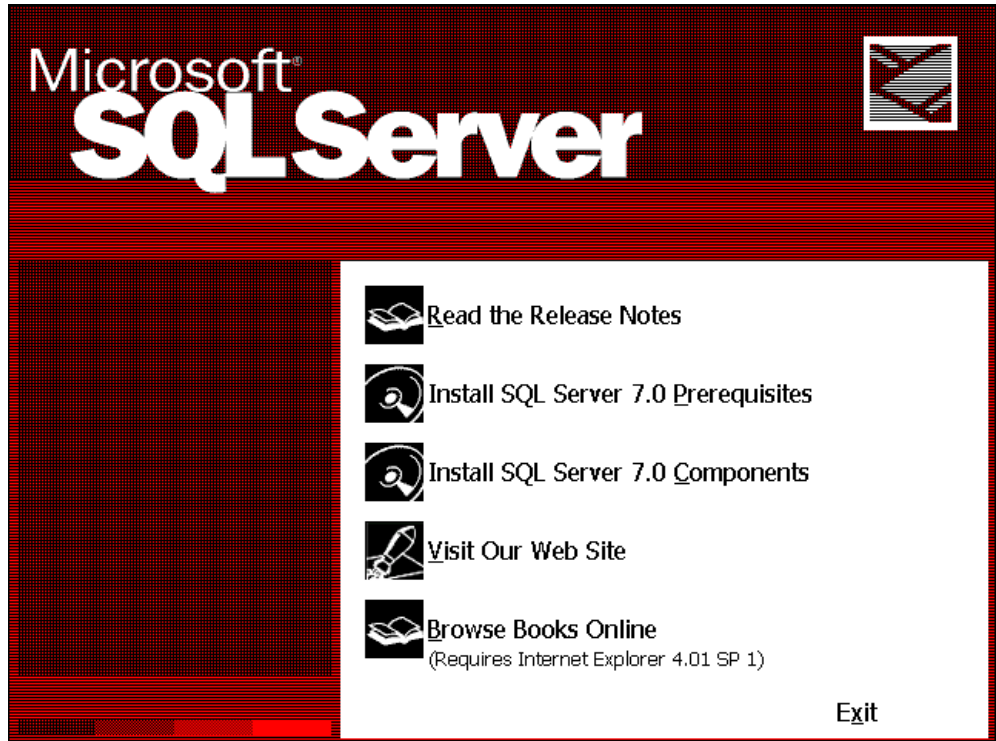 Microsoft®
SQL Server
Read the Release Notes
Install SQL Server 7.0 Prerequisites
Install SQL Server 7.0 Components
Visit Our Web Site
Browse Books Online
(Requires Internet Explorer 4.01 SP 1)
Exit